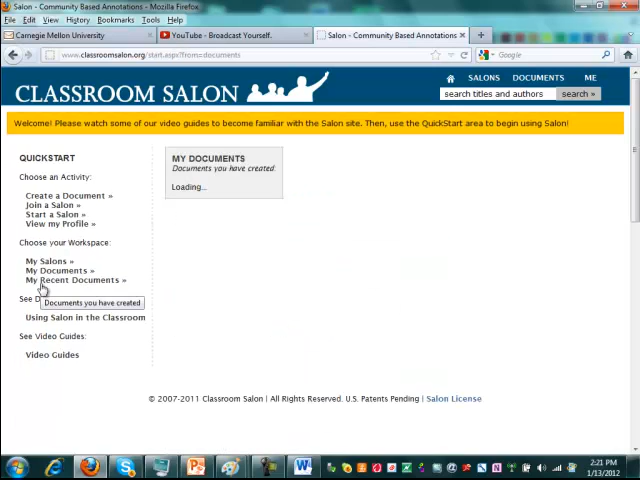 Salon - Community Based Annotations - Mozilla Firefox
File Edit View History Bookmarks Tools Help
Carnegie Mellon University
YouTube - Broadcast Yourself.
Salon - Community Based Annotations
www.classroomsalon.org/start.aspx?from=documents
Google
SALONS DOCUMENTS ME
CLASSROOM SALON
search titles and authors
search »
Welcome! Please watch some of our video guides to become familiar with the Salon site. Then, use the QuickStart area to begin using Salon!
QUICKSTART
Choose an Activity:
Create a Document »
Join a Salon »
Start a Salon »
View my Profile »
Choose your Workspace:
My Salons »
My Documents »
My Recent Documents »
See D
Documents you have created
Using Salon in the Classroom
See Video Guides:
Video Guides
MY DOCUMENTS
Documents you have created:
Loading...
© 2007-2011 Classroom Salon | All Rights Reserved. U.S. Patents Pending | Salon License
2:21 PM
1/13/2012